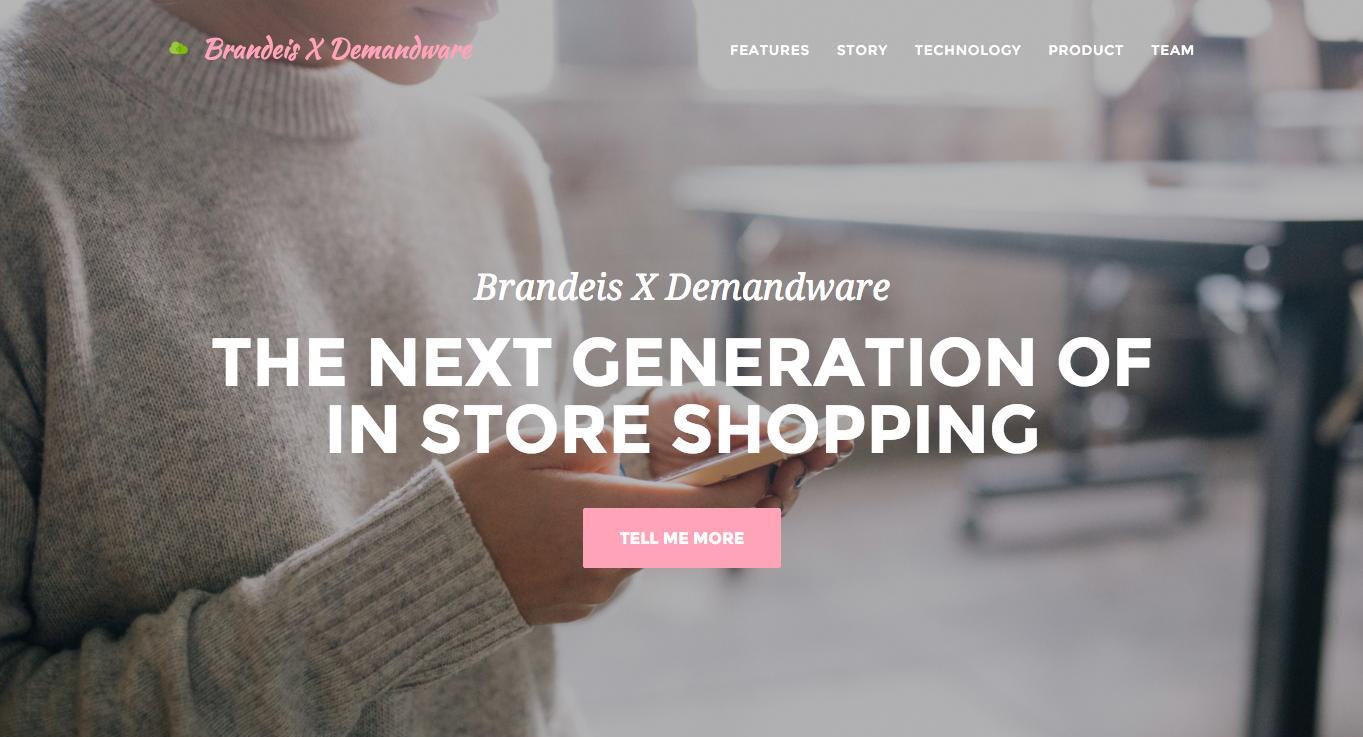 Brandeis X Demandware
FEATURES STORY TECHNOLOGY PRODUCT TEAM
Brandeis X Demandware
THE NEXT GENERATION OF
IN STORE SHOPPING
TELL ME MORE